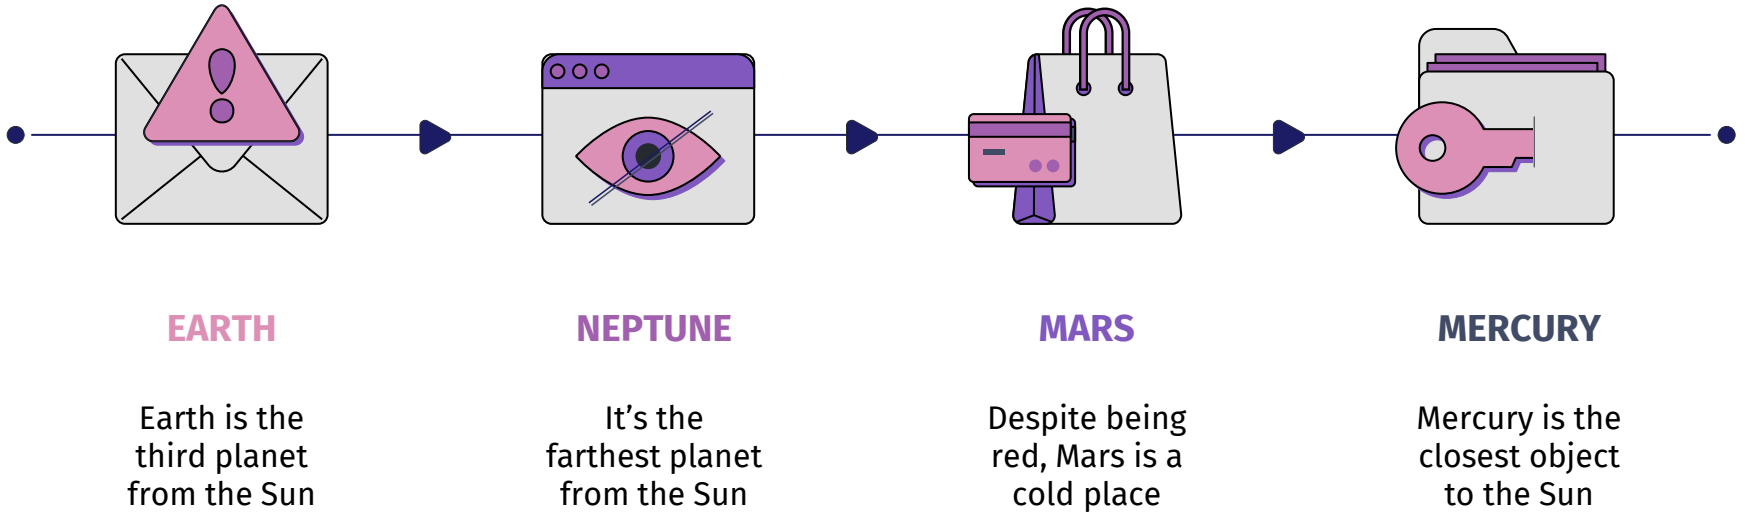 EARTH
Earth is the
third planet
from the Sun
NEPTUNE
It’s the
farthest planet
from the Sun
MARS
Despite being
red, Mars is a
cold place
MERCURY
Mercury is the
closest object
to the Sun